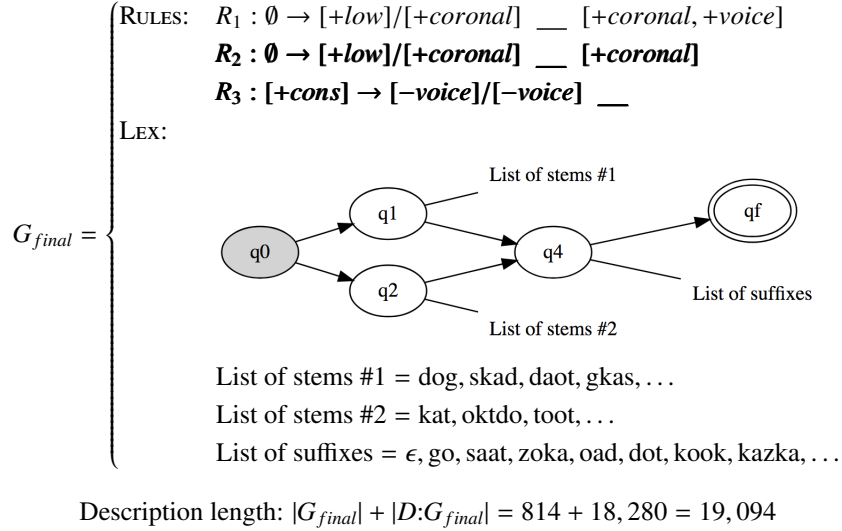 RULES: R₁ : ∅ → [+low]/[+coronal] __ [+coronal, +voice]
R₂ : ∅ → [+low]/[+coronal] __ [+coronal]
R₃ : [+cons] → [−voice]/[−voice] __
LEX:
List of stems #1
q1
qf
G_final =
q0
q4
q2
List of suffixes
List of stems #2
List of stems #1 = dog, skad, daot, gkas, . . .
List of stems #2 = kat, oktdo, toot, . . .
List of suffixes = ϵ, go, saat, zoka, oad, dot, kook, kazka, . . .
Description length: |G_final| + |D:G_final| = 814 + 18, 280 = 19, 094